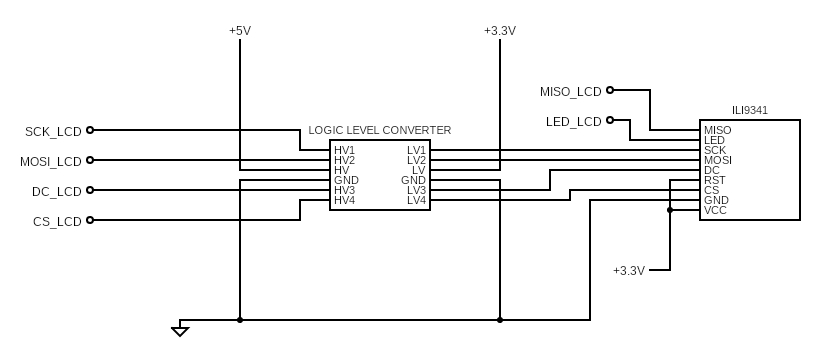 +5V
+3.3V
MISO_LCD
LED_LCD
ILI9341
SCK_LCD
MOSI_LCD
DC_LCD
CS_LCD
LOGIC LEVEL CONVERTER
HV1
HV2
HV
GND
HV3
HV4
LV1
LV2
LV
GND
LV3
LV4
MISO
LED
SCK
MOSI
DC
RST
CS
GND
VCC
+3.3V